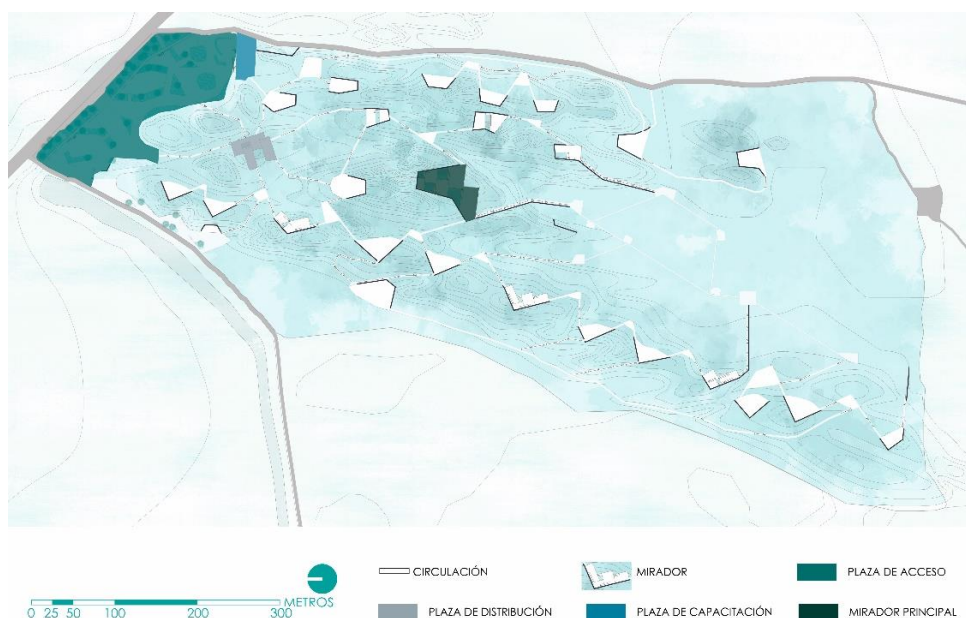 CIRCULACIÓN
MIRADOR
PLAZA DE ACCESO
METROS
0 25 50 100 200 300
PLAZA DE DISTRIBUCIÓN
PLAZA DE CAPACITACIÓN
MIRADOR PRINCIPAL